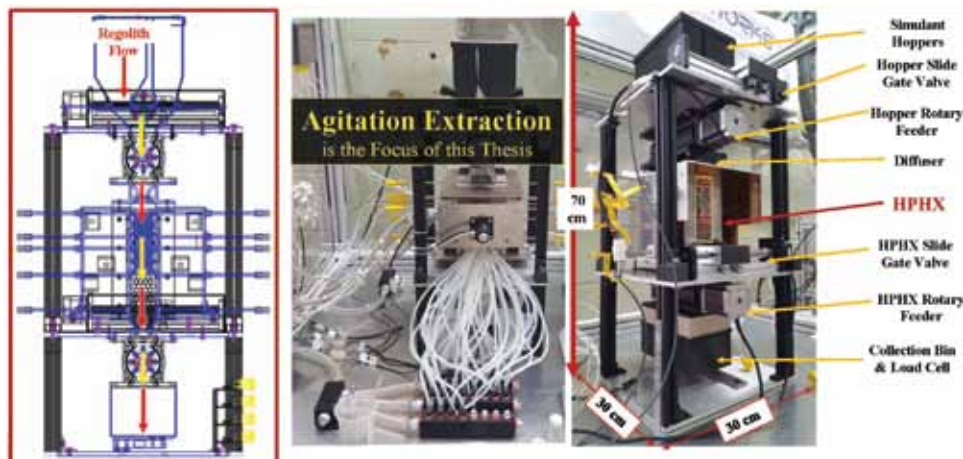 Regolith
Flow
Agitation Extraction
is the Focus of this Thesis
70
cm
30 cm
30 cm
Simulant
Hoppers
Hopper Slide
Gate Valve
Hopper Rotary
Feeder
Diffuser
HPHX
HPHX Slide
Gate Valve
HPHX Rotary
Feeder
Collection Bin
& Load Cell